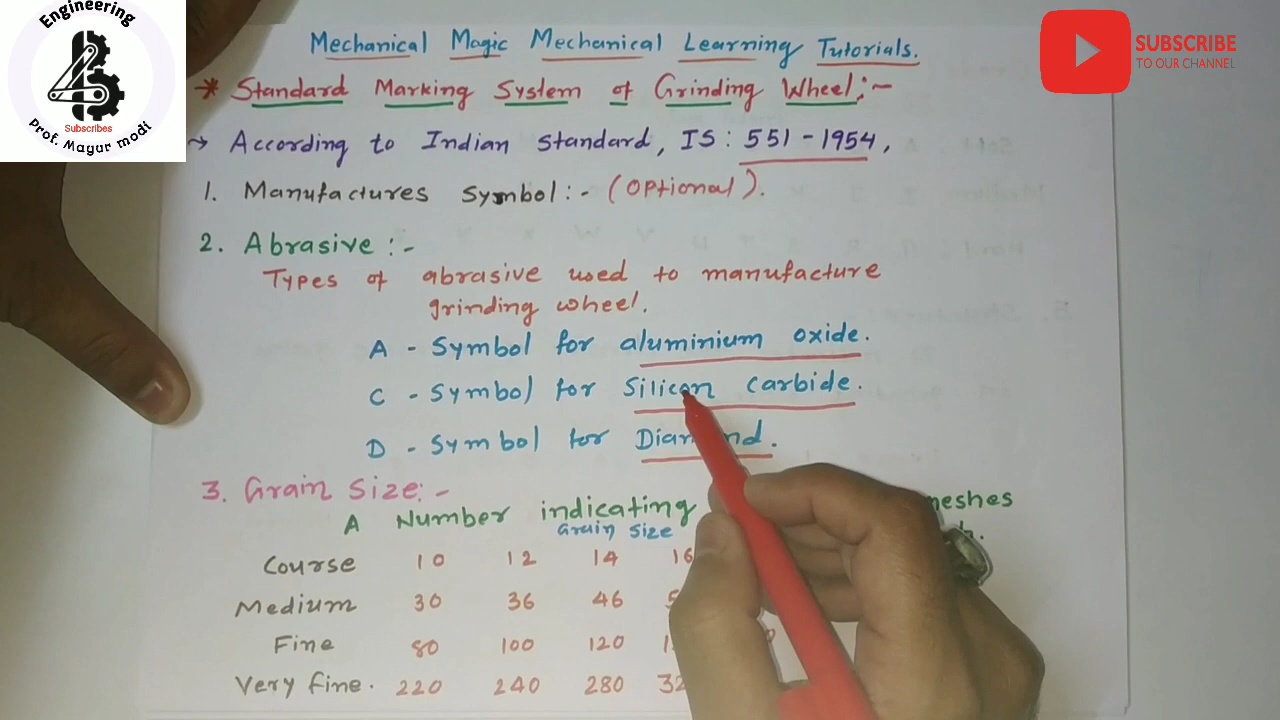 Engineering
Subscribes
Prof. Mayur modi
SUBSCRIBE
TO OUR CHANNEL
Mechanical Magic Mechanical Learning Tutorials.
* Standard Marking System of Grinding Wheel:-
→ According to Indian Standard, IS: 551-1954,
1. Manufactures Symbol:- (Optional).
2. Abrasive:-
Types of abrasive used to manufacture
grinding wheel.
A - Symbol for aluminium oxide.
C - Symbol for Silicon Carbide.
D - Symbol for Diamond.
3. Grain Size:-
A Number indicating meshes
Grain Size
Course 10 12 14 16
Medium 30 36 46
Fine 80 100 120
Very fine. 220 240 280